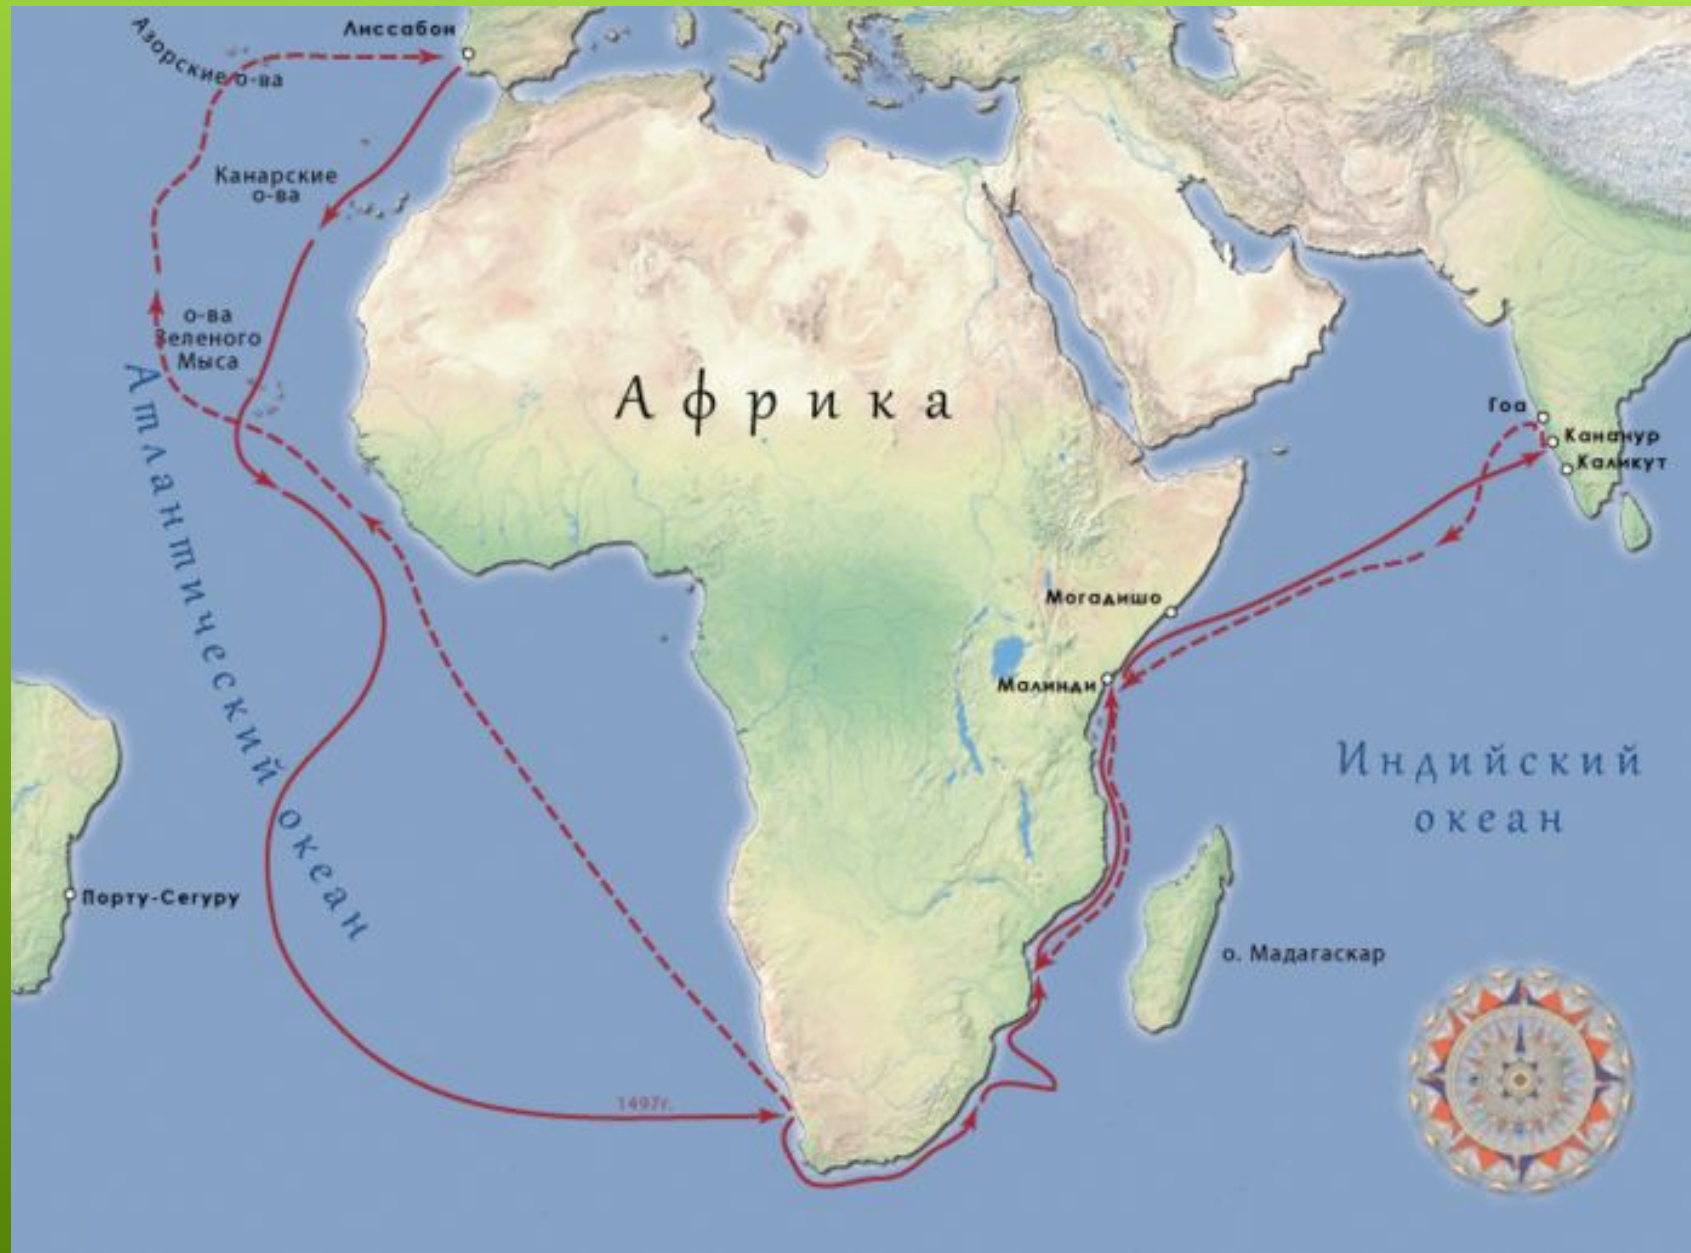 Лиссабон
Азорские о-ва
Канарские
о-ва
о-ва
Зеленого
Мыса
Атлантический океан
Африка
Гоа
Кананур
Каликут
Могадишо
Малинди
Индийский
океан
Порту-Сегуру
о. Мадагаскар
1497г.